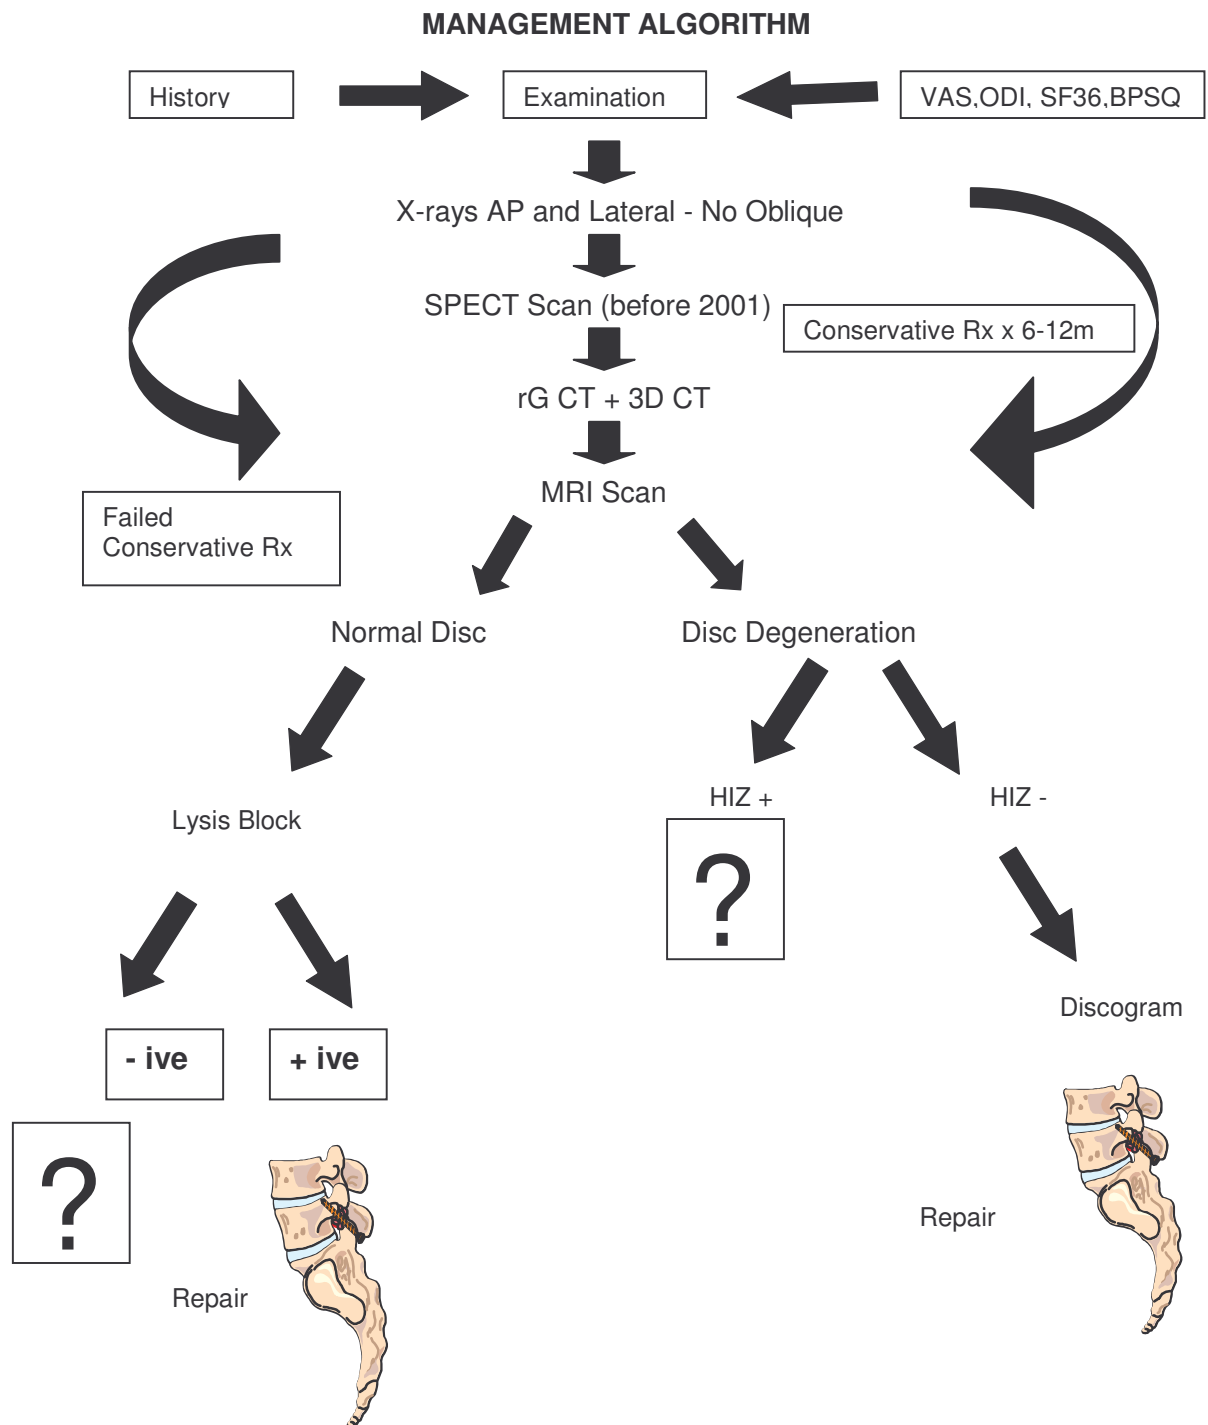 MANAGEMENT ALGORITHM
History
Examination
VAS,ODI, SF36,BPSQ
X-rays AP and Lateral - No Oblique
SPECT Scan (before 2001)
Conservative Rx x 6-12m
rG CT + 3D CT
MRI Scan
Failed
Conservative Rx
Normal Disc
Disc Degeneration
HIZ +
HIZ -
Lysis Block
?
Discogram
- ive
+ ive
?
Repair
Repair